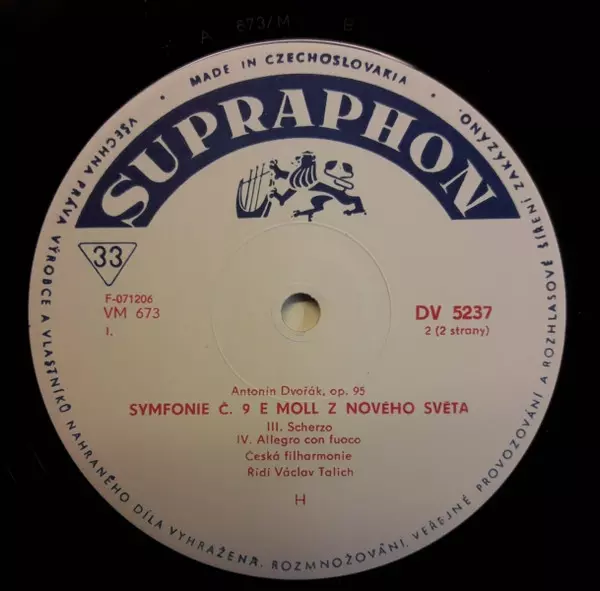 A 673/M
MADE IN CZECHOSLOVAKIA
SUPRAPHON
33
F-071206
VM 673
I.
DV 5237
2 (2 strany)
Antonín Dvořák, op. 95
SYMFONIE Č. 9 E MOLL Z NOVÉHO SVĚTA
III. Scherzo
IV. Allegro con fuoco
Česká filharmonie
Řídí Václav Talich
H
VŠECHNA PRÁVA VÝROBCE A VLASTNÍKŮ NAHRANÉHO DÍLA VYHRAŽENA. ROZMNOŽOVÁNÍ, VEŘEJNÉ PROVOZOVÁNÍ A ROZHLASOVÉ ŠÍŘENÍ ZAKÁZÁNO.